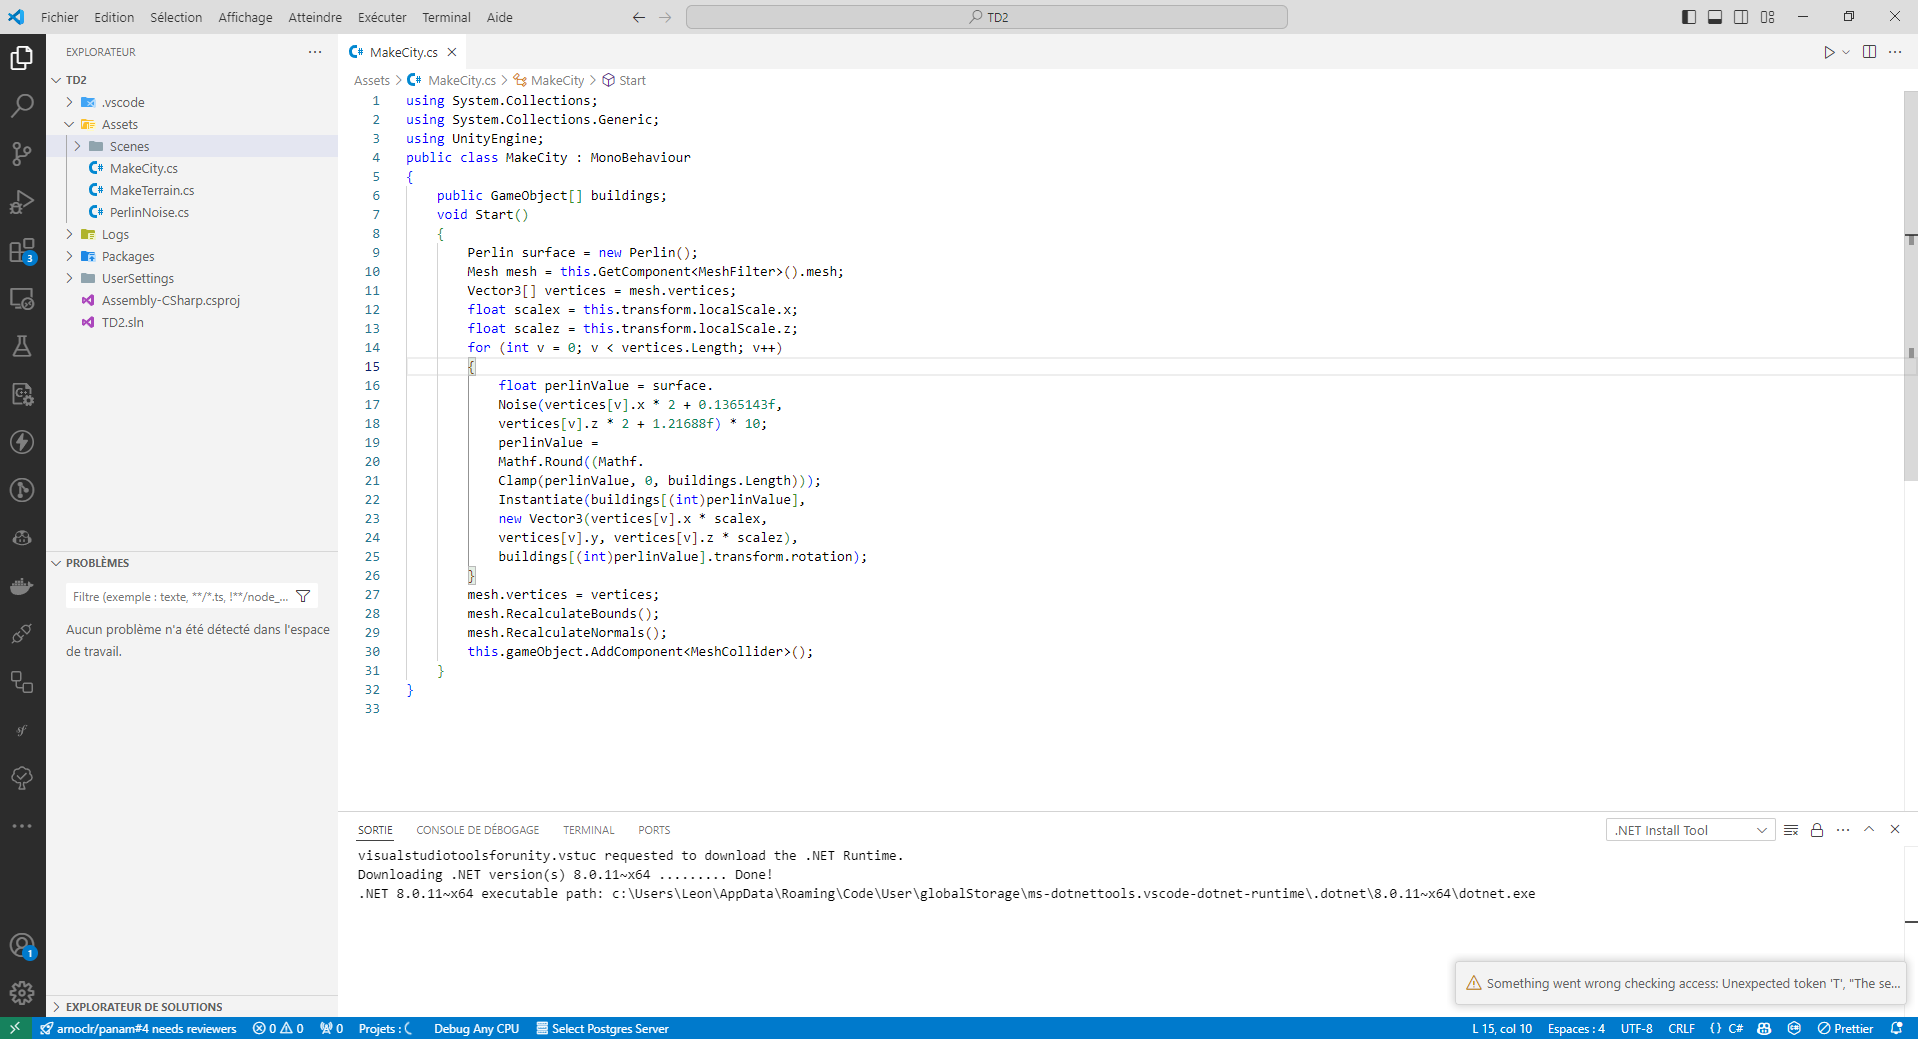 Fichier Edition Sélection Affichage Atteindre Exécuter Terminal Aide TD2
EXPLORATEUR
TD2
.vscode
Assets
Scenes
MakeCity.cs
MakeTerrain.cs
PerlinNoise.cs
Logs
Packages
UserSettings
Assembly-CSharp.csproj
TD2.sln
3
PROBLÈMES
Filtre (exemple : texte, **/*.ts, !**/node_...
Aucun problème n'a été détecté dans l'espace
de travail.
EXPLORATEUR DE SOLUTIONS
1
MakeCity.cs
Assets > MakeCity.cs > MakeCity > Start
1 using System.Collections;
2 using System.Collections.Generic;
3 using UnityEngine;
4 public class MakeCity : MonoBehaviour
5 {
6 public GameObject[] buildings;
7 void Start()
8 {
9 Perlin surface = new Perlin();
10 Mesh mesh = this.GetComponent<MeshFilter>().mesh;
11 Vector3[] vertices = mesh.vertices;
12 float scalex = this.transform.localScale.x;
13 float scalez = this.transform.localScale.z;
14 for (int v = 0; v < vertices.Length; v++)
15 {
16 float perlinValue = surface.
17 Noise(vertices[v].x * 2 + 0.1365143f,
18 vertices[v].z * 2 + 1.21688f) * 10;
19 perlinValue =
20 Mathf.Round((Mathf.
21 Clamp(perlinValue, 0, buildings.Length)));
22 Instantiate(buildings[(int)perlinValue],
23 new Vector3(vertices[v].x * scalex,
24 vertices[v].y, vertices[v].z * scalez),
25 buildings[(int)perlinValue].transform.rotation);
26 }
27 mesh.vertices = vertices;
28 mesh.RecalculateBounds();
29 mesh.RecalculateNormals();
30 this.gameObject.AddComponent<MeshCollider>();
31 }
32 }
33
SORTIE CONSOLE DE DÉBOGAGE TERMINAL PORTS .NET Install Tool
visualstudiotoolsforunity.vstuc requested to download the .NET Runtime.
Downloading .NET version(s) 8.0.11~x64 ......... Done!
.NET 8.0.11~x64 executable path: c:\Users\Leon\AppData\Roaming\Code\User\globalStorage\ms-dotnettools.vscode-dotnet-runtime\.dotnet\8.0.11~x64\dotnet.exe
Something went wrong checking access: Unexpected token 'T', "The se...
arnoclr/panam#4 needs reviewers 0 0 0 Projets : Debug Any CPU Select Postgres Server L 15, col 10 Espaces : 4 UTF-8 CRLF {} C# Prettier